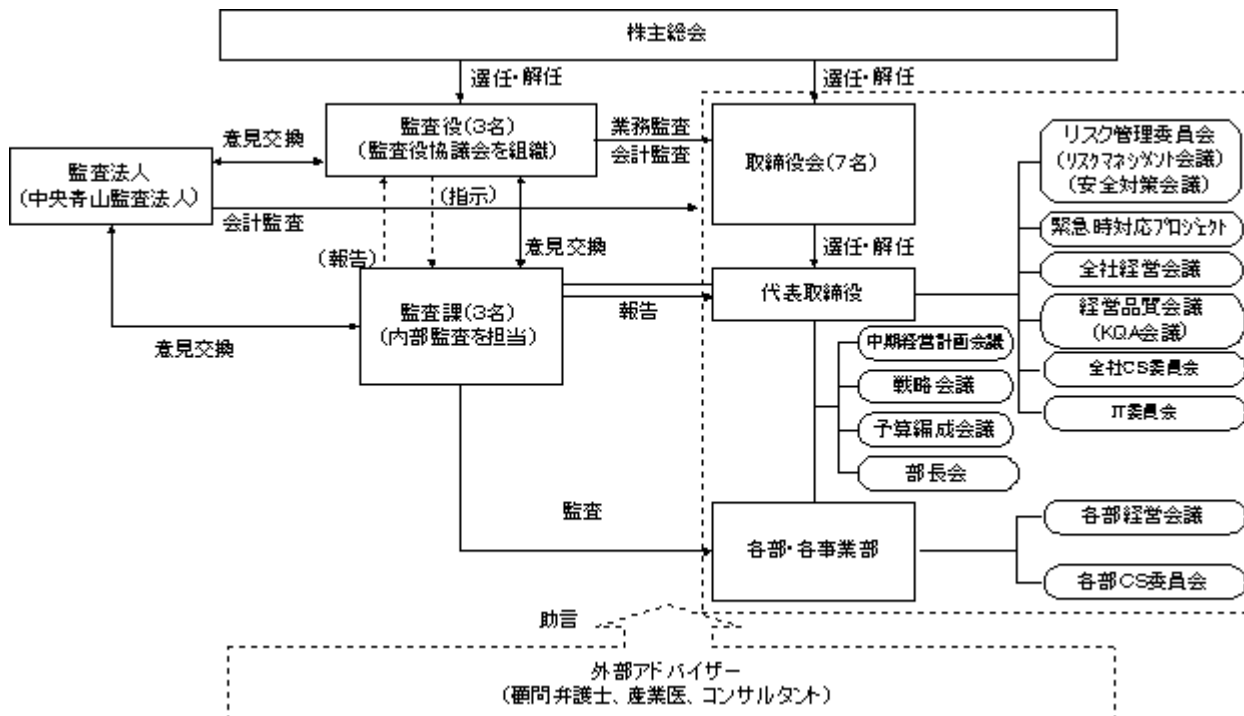 株主総会
選任・解任
選任・解任
監査役(3名)
(監査役協議会を組織)
業務監査
会計監査
取締役会(7名)
意見交換
監査法人
(中央青山監査法人)
会計監査
(指示)
(報告)
意見交換
選任・解任
リスク管理委員会
(リスクマネジメント会議)
(安全対策会議)
緊急時対応プロジェクト
全社経営会議
経営品質会議
(KQA会議)
全社CS委員会
IT委員会
監査課(3名)
(内部監査を担当)
報告
代表取締役
意見交換
中期経営計画会議
戦略会議
予算編成会議
部長会
監査
各部・各事業部
各部経営会議
各部CS委員会
助言
外部アドバイザー
(顧問弁護士、産業医、コンサルタント)